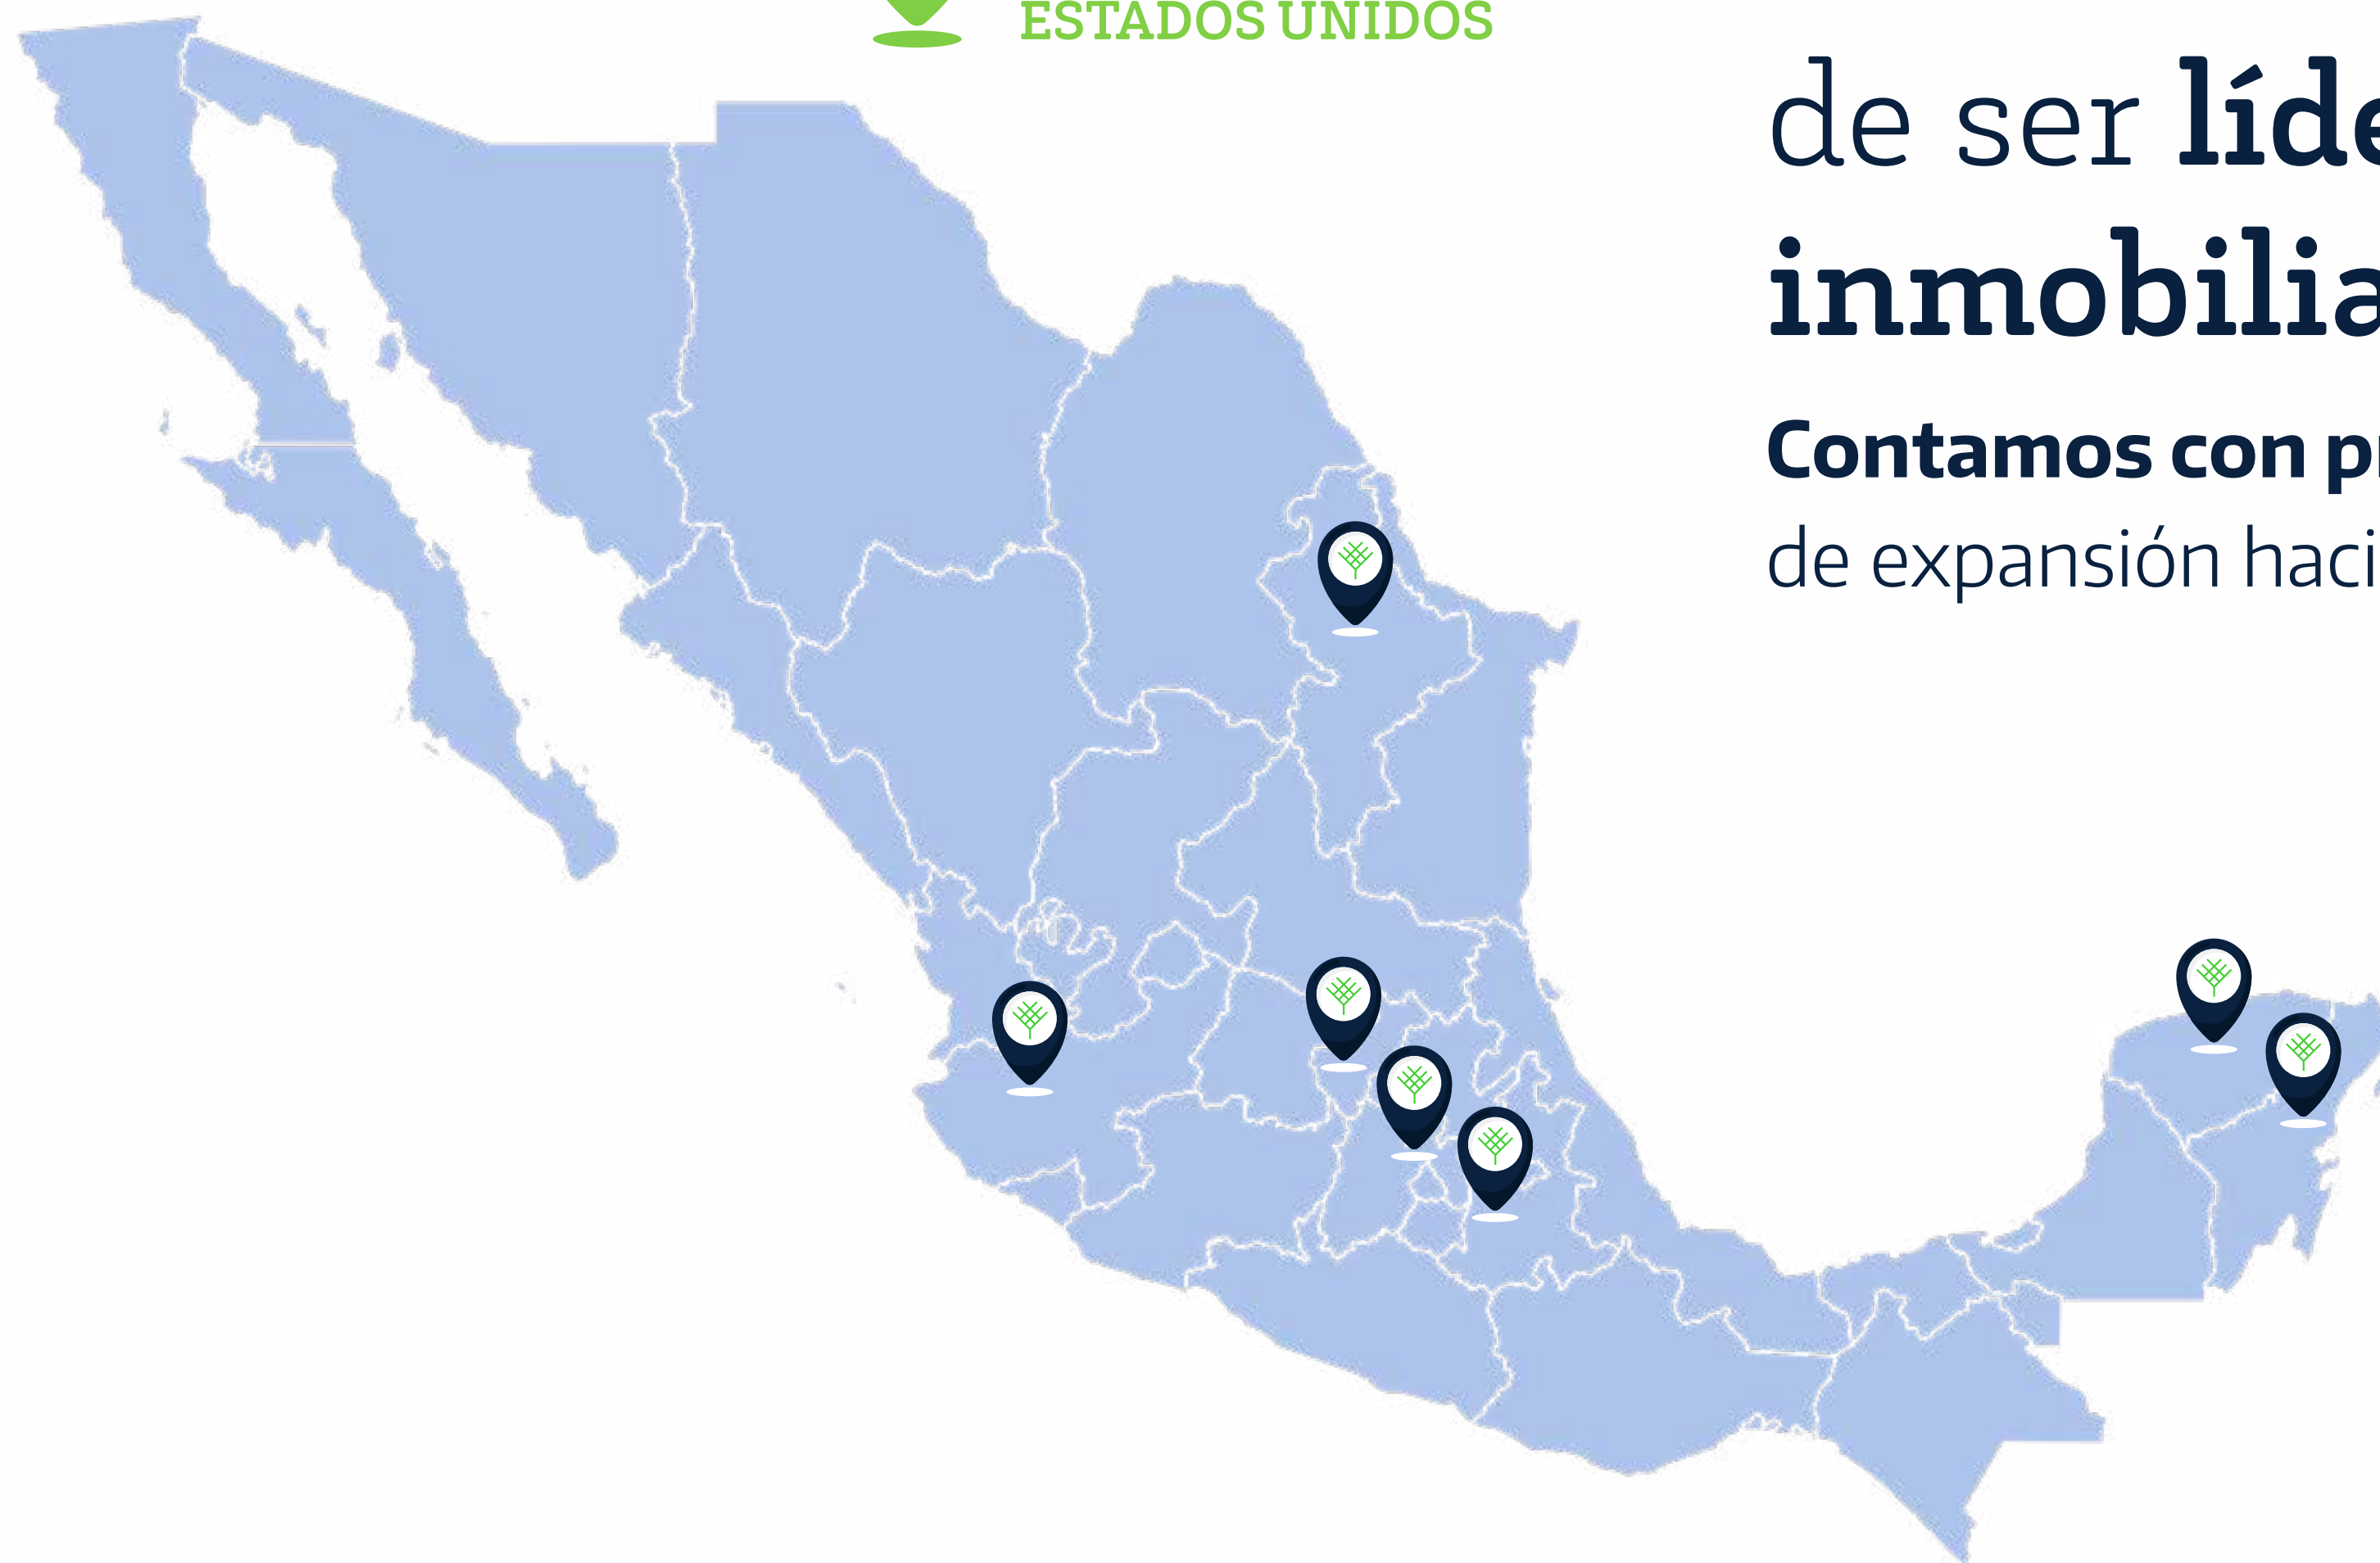 ESTADOS UNIDOS
de ser líde
inmobilia
Contamos con p
de expansión haci